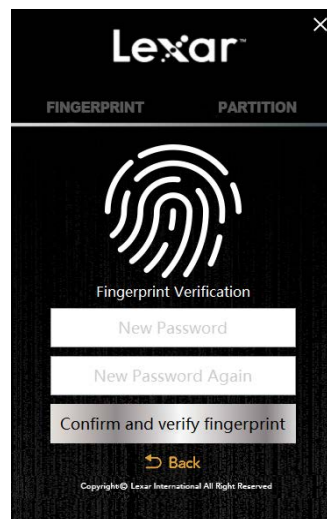 Lexar™
FINGERPRINT PARTITION
Fingerprint Verification
New Password
New Password Again
Confirm and verify fingerprint
Back
Copyright© Lexar International All Right Reserved